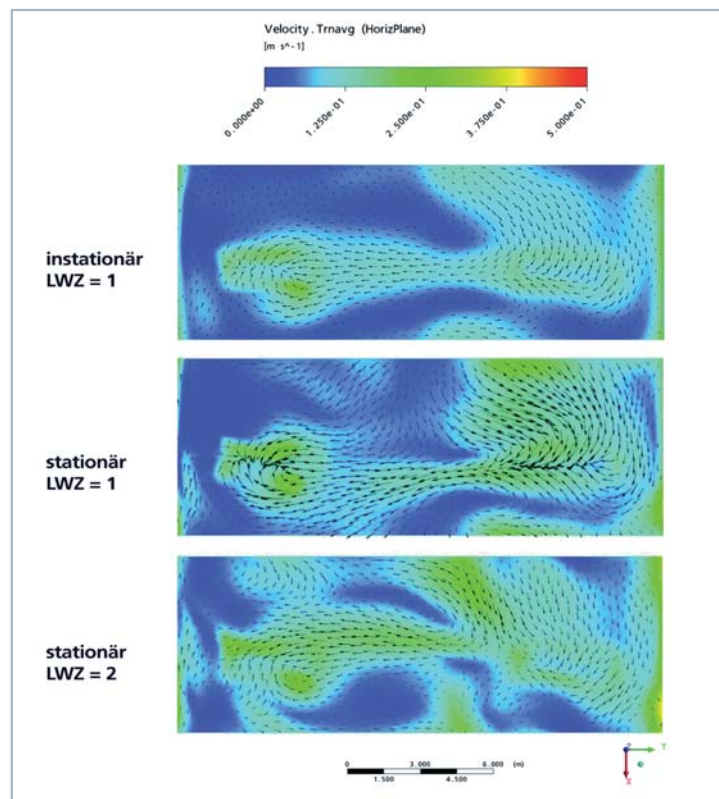 Velocity.Trnavg (HorizPlane)
[m s^-1]
0.000e+00
1.250e-01
2.500e-01
3.750e-01
5.000e-01
instationär
LWZ = 1
stationär
LWZ = 1
stationär
LWZ = 2
0 3.000 6.000 (m)
1.500 4.500
Z Y
X